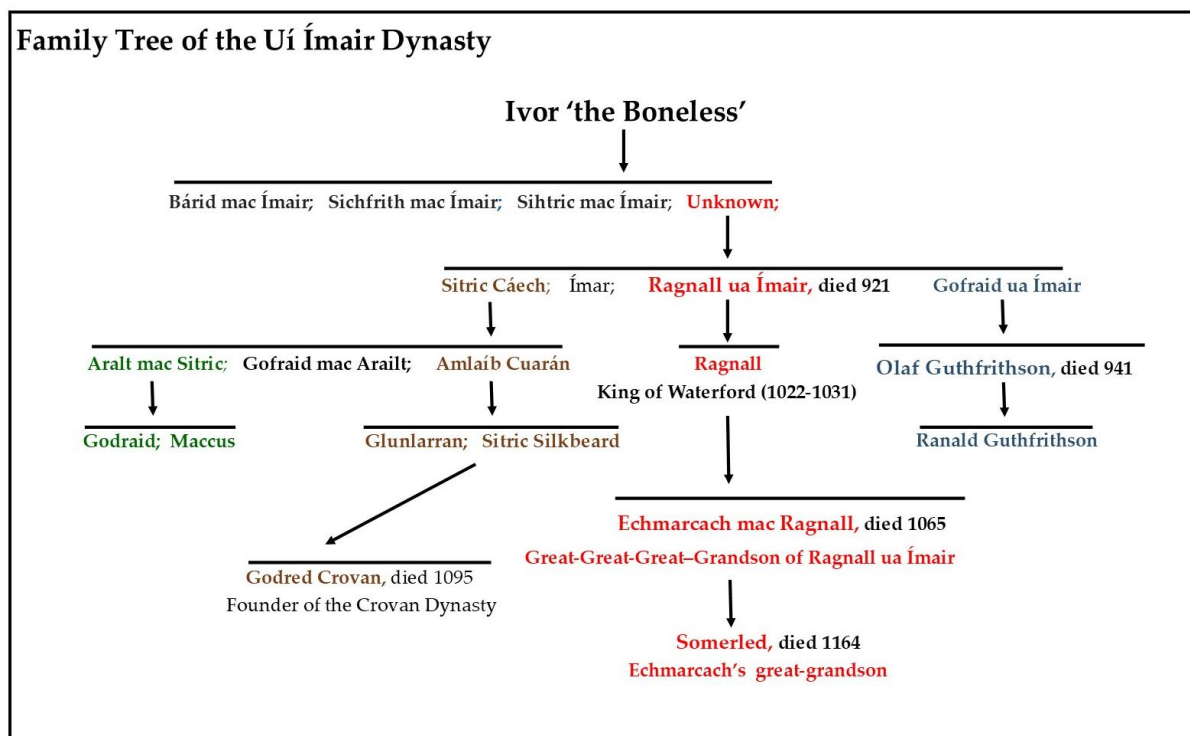 Family Tree of the Uí Ímair Dynasty
Ivor ‘the Boneless’
Bárid mac Ímair; Sichfrith mac Ímair; Sihtric mac Ímair; Unknown;
Sitric Cáech; Ímar; Ragnall ua Ímair, died 921 Gofraid ua Ímair
Aralt mac Sitric; Gofraid mac Arailt; Amlaíb Cuarán Ragnall Olaf Guthfrithson, died 941
King of Waterford (1022-1031)
Godraid; Maccus Glunlarran; Sitric Silkbeard Ranald Guthfrithson
Echmarcach mac Ragnall, died 1065
Great-Great-Great–Grandson of Ragnall ua Ímair
Godred Crovan, died 1095
Founder of the Crovan Dynasty
Somerled, died 1164
Echmarcach’s great-grandson